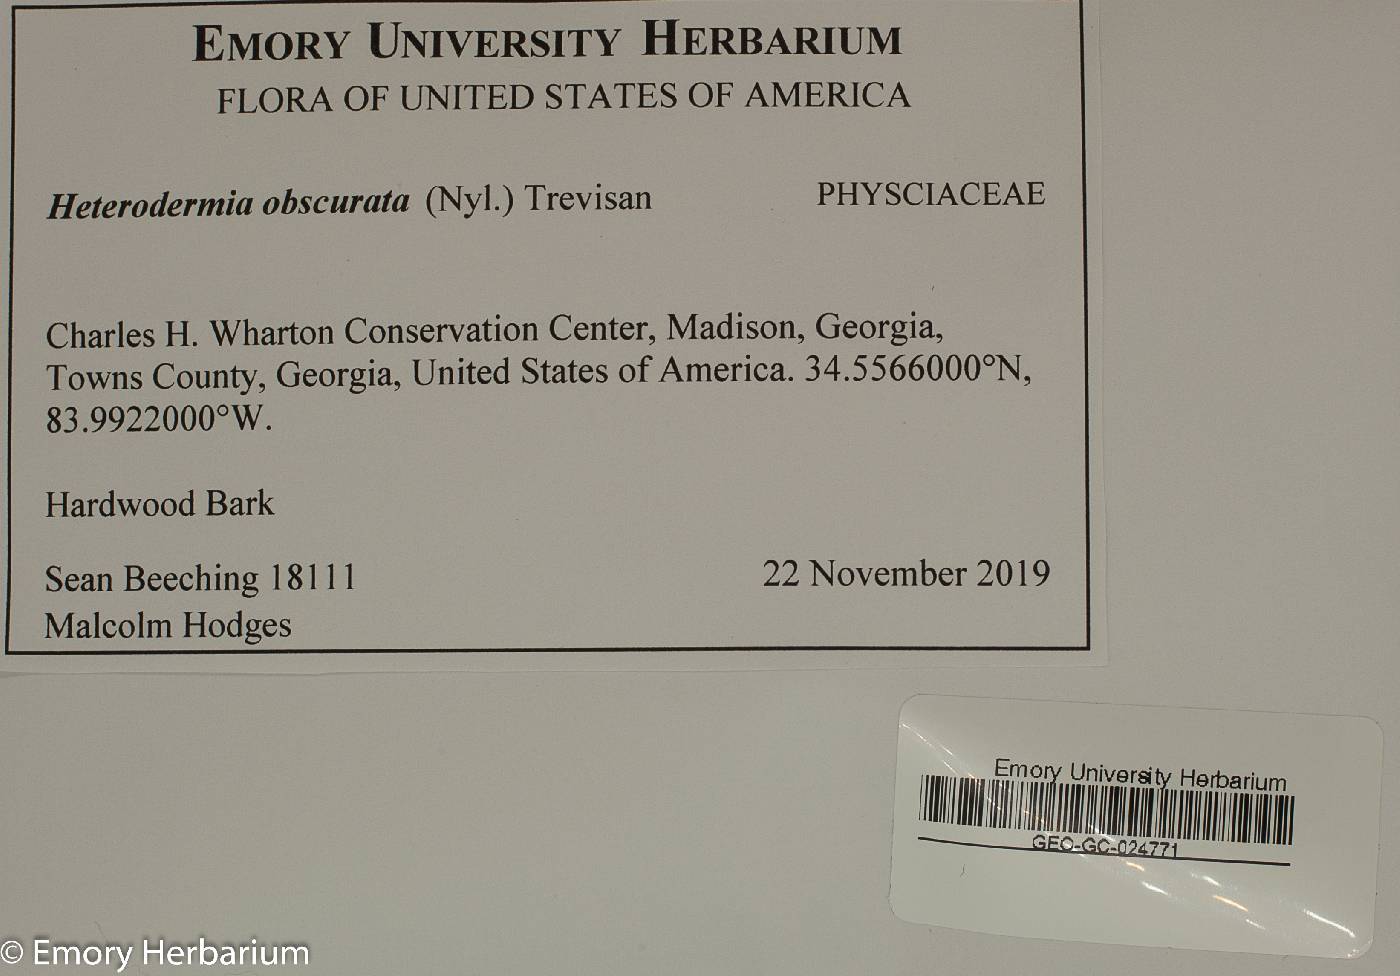 EMORY UNIVERSITY HERBARIUM
FLORA OF UNITED STATES OF AMERICA
Heterodermia obscurata (Nyl.) Trevisan PHYSCIACEAE
Charles H. Wharton Conservation Center, Madison, Georgia,
Towns County, Georgia, United States of America. 34.5566000°N,
83.9922000°W.
Hardwood Bark
Sean Beeching 18111 22 November 2019
Malcolm Hodges
Emory University Herbarium
GEO-GC-024771
© Emory Herbarium